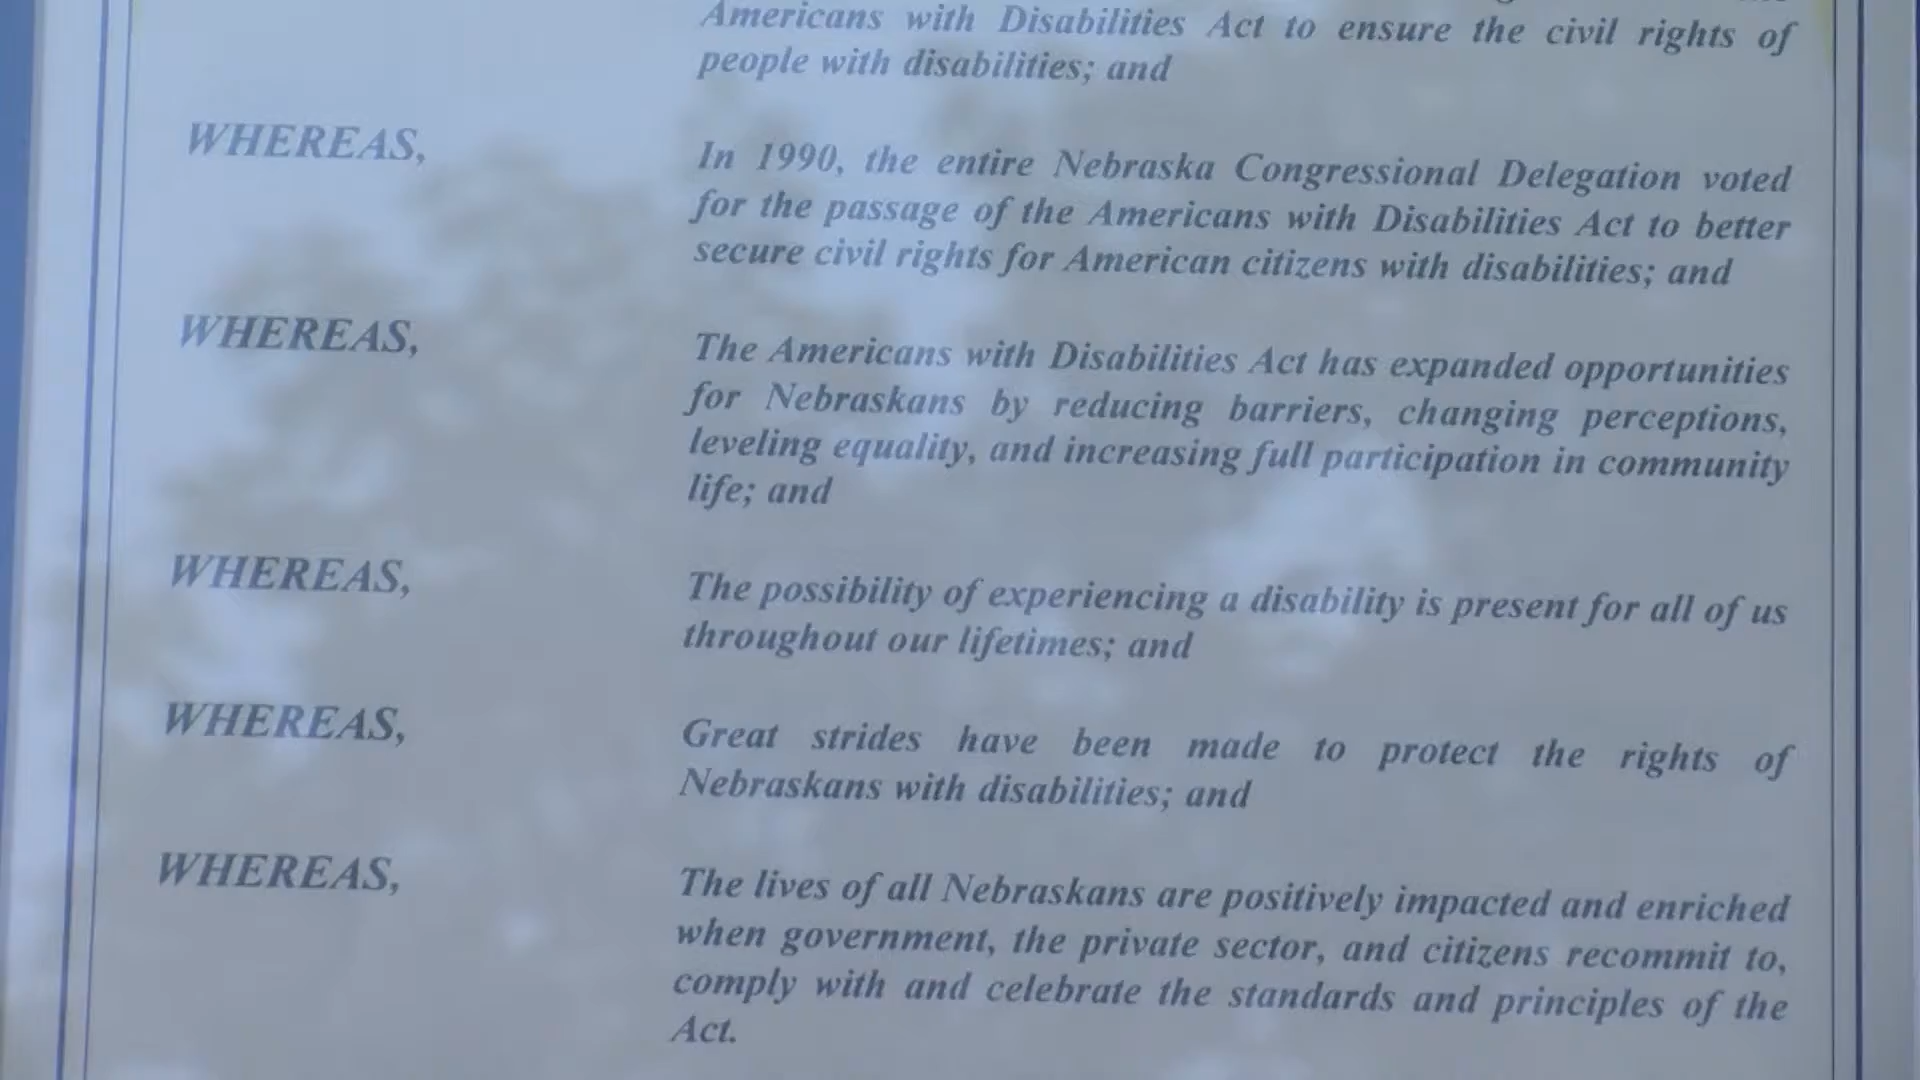 Americans with Disabilities Act to ensure the civil rights of
people with disabilities; and
WHEREAS,
In 1990, the entire Nebraska Congressional Delegation voted
for the passage of the Americans with Disabilities Act to better
secure civil rights for American citizens with disabilities; and
WHEREAS,
The Americans with Disabilities Act has expanded opportunities
for Nebraskans by reducing barriers, changing perceptions,
leveling equality, and increasing full participation in community
life; and
WHEREAS,
The possibility of experiencing a disability is present for all of us
throughout our lifetimes; and
WHEREAS,
Great strides have been made to protect the rights of
Nebraskans with disabilities; and
WHEREAS,
The lives of all Nebraskans are positively impacted and enriched
when government, the private sector, and citizens recommit to,
comply with and celebrate the standards and principles of the
Act.